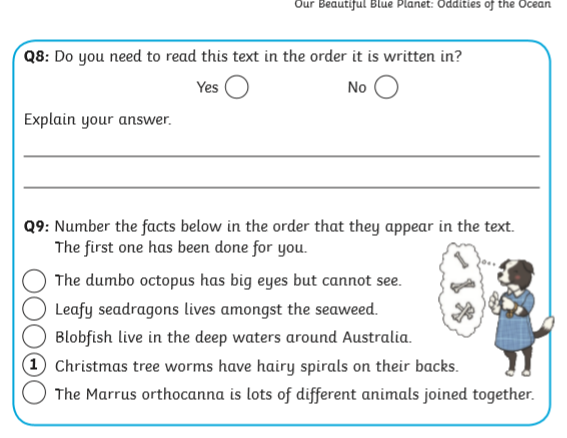 Our Beautiful Blue Planet: Oddities of the Ocean
Q8: Do you need to read this text in the order it is written in?
Yes No
Explain your answer.
Q9: Number the facts below in the order that they appear in the text.
The first one has been done for you.
The dumbo octopus has big eyes but cannot see.
Leafy seadragons lives amongst the seaweed.
Blobfish live in the deep waters around Australia.
1 Christmas tree worms have hairy spirals on their backs.
The Marrus orthocanna is lots of different animals joined together.